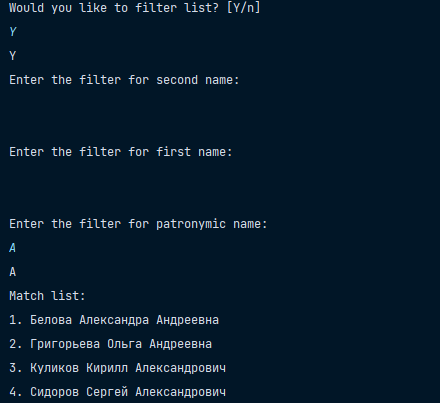 Would you like to filter list? [Y/n]
Y
Y
Enter the filter for second name:
Enter the filter for first name:
Enter the filter for patronymic name:
А
А
Match list:
1. Белова Александра Андреевна
2. Григорьева Ольга Андреевна
3. Куликов Кирилл Александрович
4. Сидоров Сергей Александрович